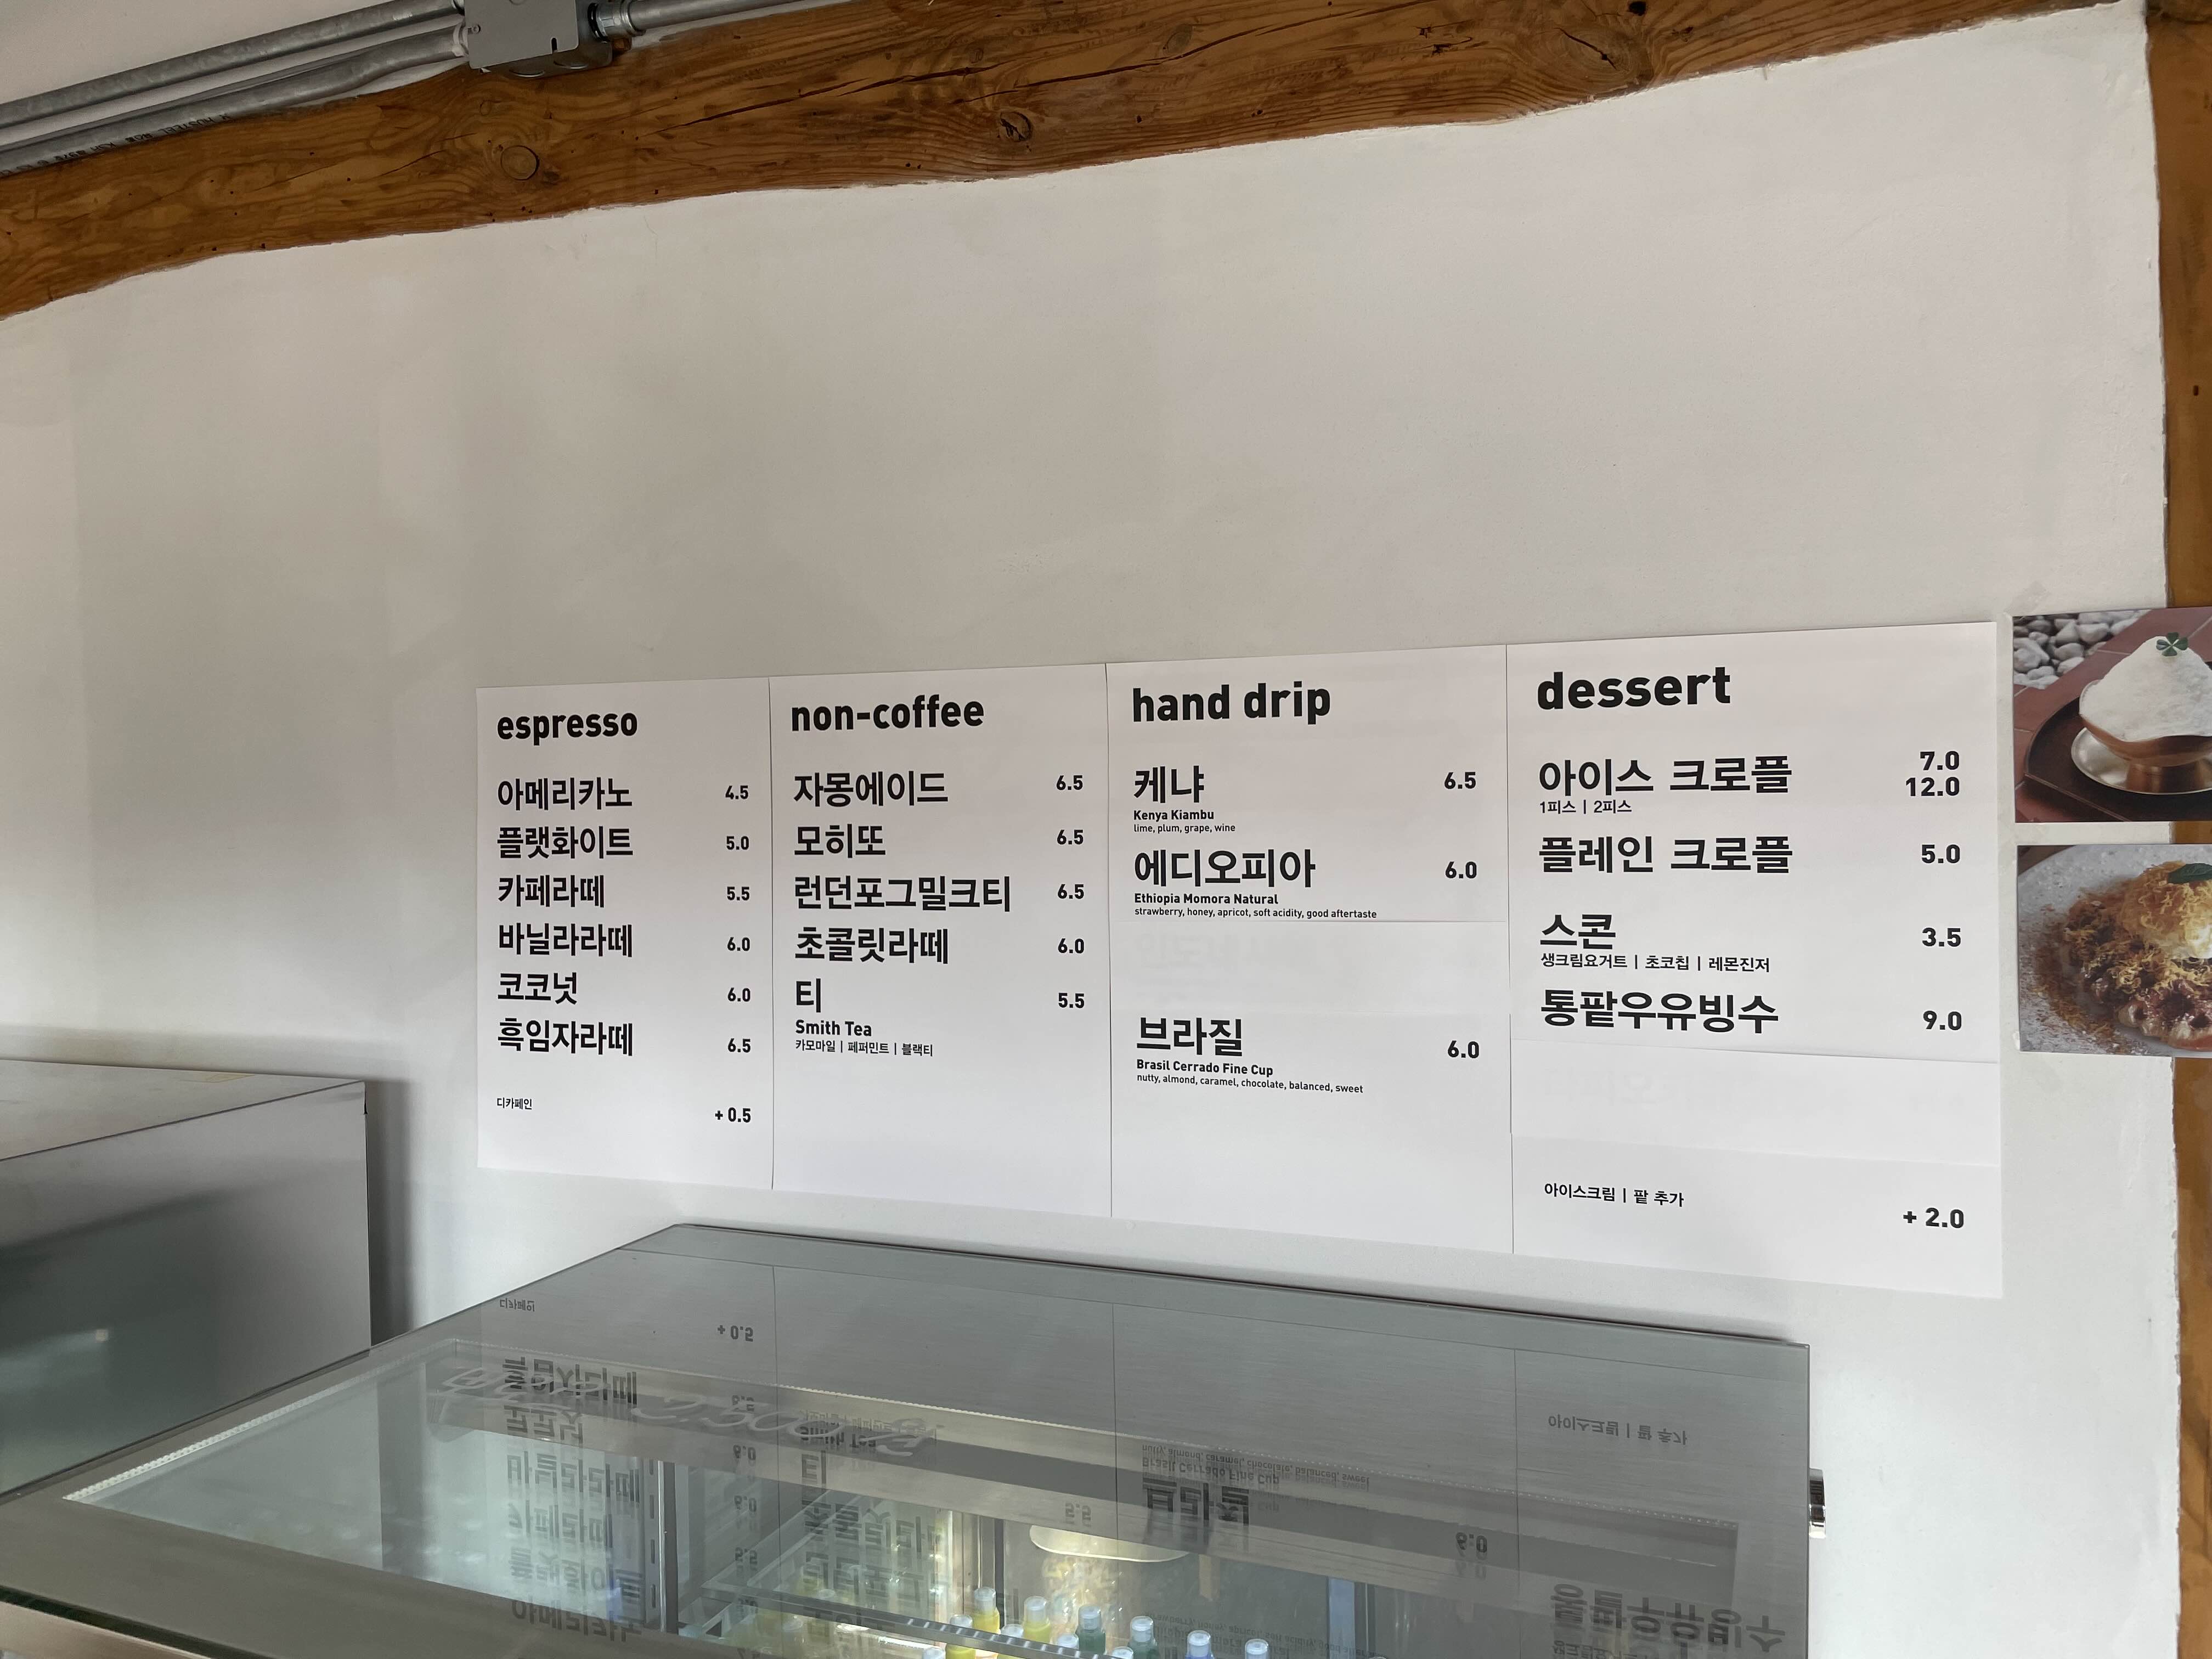 espresso
아메리카노 4.5
플랫화이트 5.0
카페라떼 5.5
바닐라라떼 6.0
코코넛 6.0
흑임자라떼 6.5
디카페인 + 0.5
non-coffee
자몽에이드 6.5
모히또 6.5
런던포그밀크티 6.5
초콜릿라떼 6.0
티 5.5
Smith Tea
카모마일 | 페퍼민트 | 블랙티
hand drip
케냐 6.5
Kenya Kiambu
lime, plum, grape, wine
에디오피아 6.0
Ethiopia Momora Natural
strawberry, honey, apricot, soft acidity, good aftertaste
브라질 6.0
Brasil Cerrado Fine Cup
nutty, almond, caramel, chocolate, balanced, sweet
dessert
아이스 크로플 7.0
12.0
1피스 | 2피스
플레인 크로플 5.0
스콘 3.5
생크림요거트 | 초코칩 | 레몬진저
통팥우유빙수 9.0
아이스크림 | 팥 추가
+ 2.0